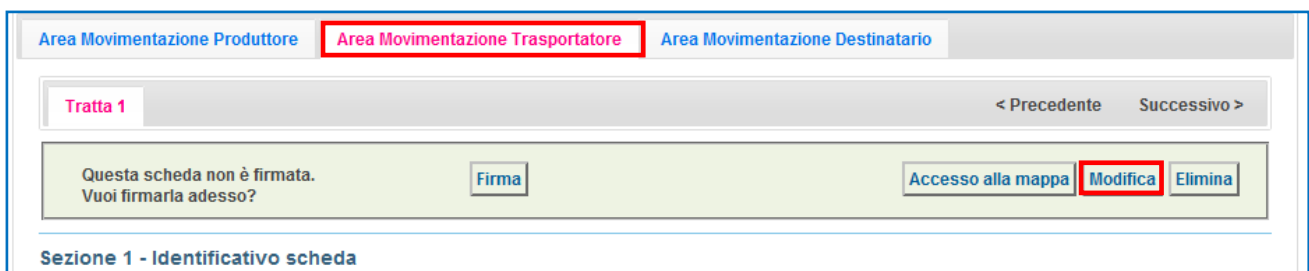 Area Movimentazione Produttore Area Movimentazione Trasportatore Area Movimentazione Destinatario
Tratta 1 < Precedente Successivo >
Questa scheda non è firmata.
Vuoi firmarla adesso?
Firma Accesso alla mappa Modifica Elimina
Sezione 1 - Identificativo scheda